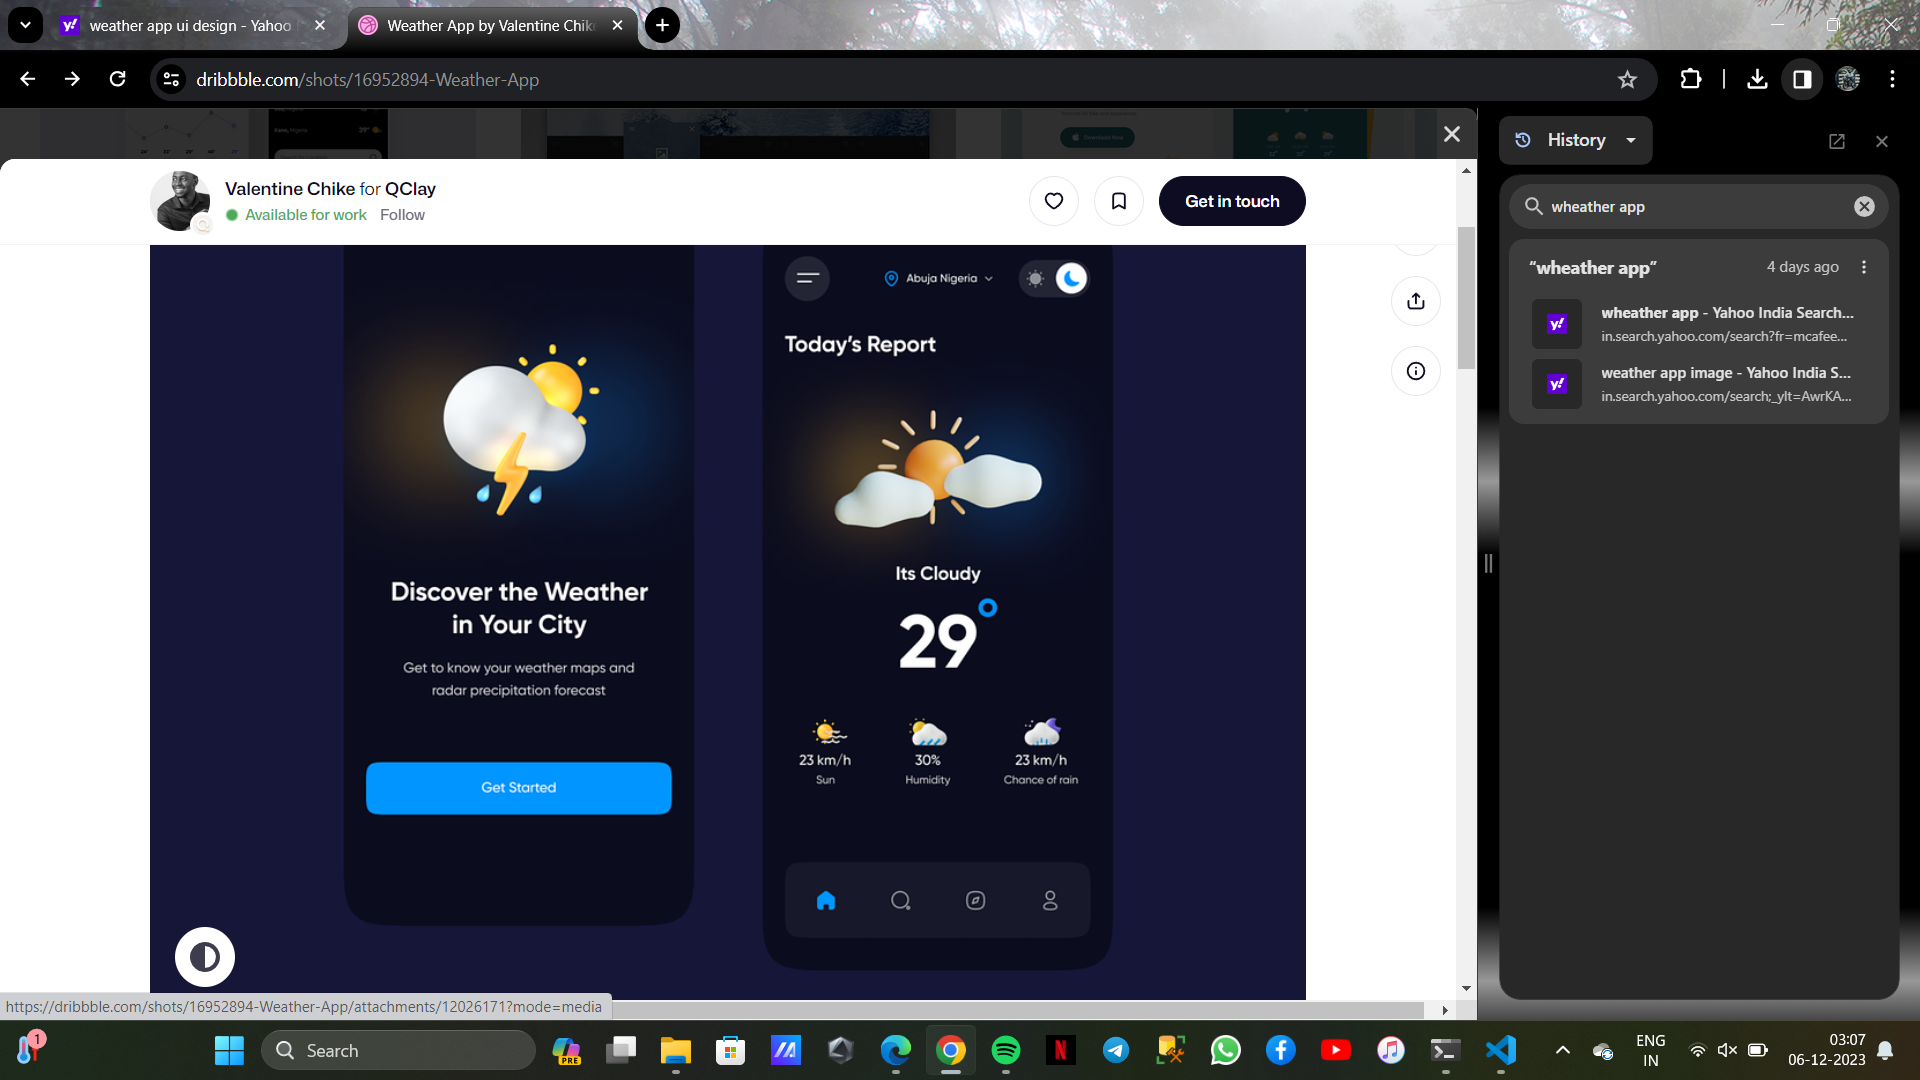 weather app ui design - Yahoo
Weather App by Valentine Chike
dribbble.com/shots/16952894-Weather-App
Valentine Chike for QClay
Available for work Follow
Get in touch
Discover the Weather
in Your City
Get to know your weather maps and
radar precipitation forecast
Get Started
Abuja Nigeria
Today's Report
Its Cloudy
29
23 km/h
Sun
30%
Humidity
23 km/h
Chance of rain
History
wheather app
“wheather app”
4 days ago
wheather app - Yahoo India Search...
in.search.yahoo.com/search?fr=mcafee...
weather app image - Yahoo India S...
in.search.yahoo.com/search;_ylt=AwrKA...
https://dribbble.com/shots/16952894-Weather-App/attachments/12026171?mode=media
1
Search
PRE
N
ENG
IN
03:07
06-12-2023